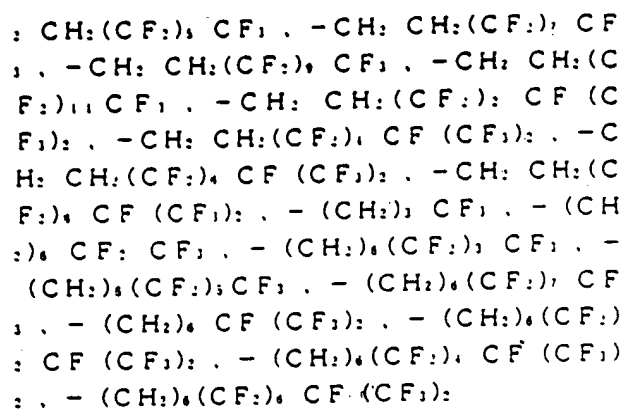 ₂ CH₂(CF₂)₅ CF₃ 、 −CH₂ CH₂(CF₂)₇ CF
₃ 、 −CH₂ CH₂(CF₂)₉ CF₃ 、 −CH₂ CH₂(C
F₂)₁₁ CF₃ 、 −CH₂ CH₂(CF₂)₂ CF (C
F₃)₂ 、 −CH₂ CH₂(CF₂)₄ CF (CF₃)₂ 、 −C
H₂ CH₂(CF₂)₆ CF (CF₃)₂ 、 −CH₂ CH₂(C
F₂)₈ CF (CF₃)₂ 、 − (CH₂)₃ CF₃ 、 − (CH
₂)₆ CF₂ CF₃ 、 − (CH₂)₆(CF₂)₃ CF₃ 、 −
(CH₂)₆(CF₂)₅CF₃ 、 − (CH₂)₆(CF₂)₇ CF
₃ 、 − (CH₂)₆ CF (CF₃)₂ 、 − (CH₂)₆(CF₂)
₂ CF (CF₃)₂ 、 − (CH₂)₆(CF₂)₄ CF (CF₃)
₂ 、 − (CH₂)₆(CF₂)₆ CF (CF₃)₂